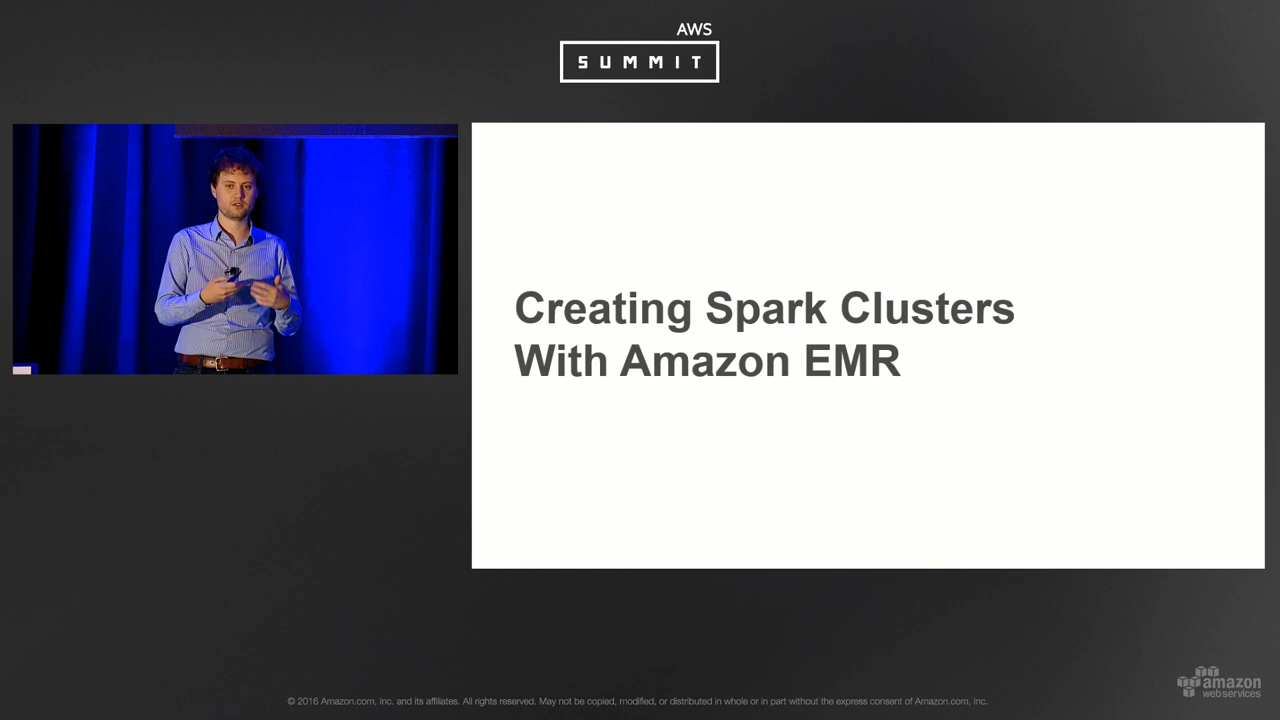 AWS
SUMMIT
Creating Spark Clusters
With Amazon EMR
amazon
web services
© 2016 Amazon.com, Inc. and its affiliates. All rights reserved. May not be copied, modified, or distributed in whole or in part without the express consent of Amazon.com, Inc.